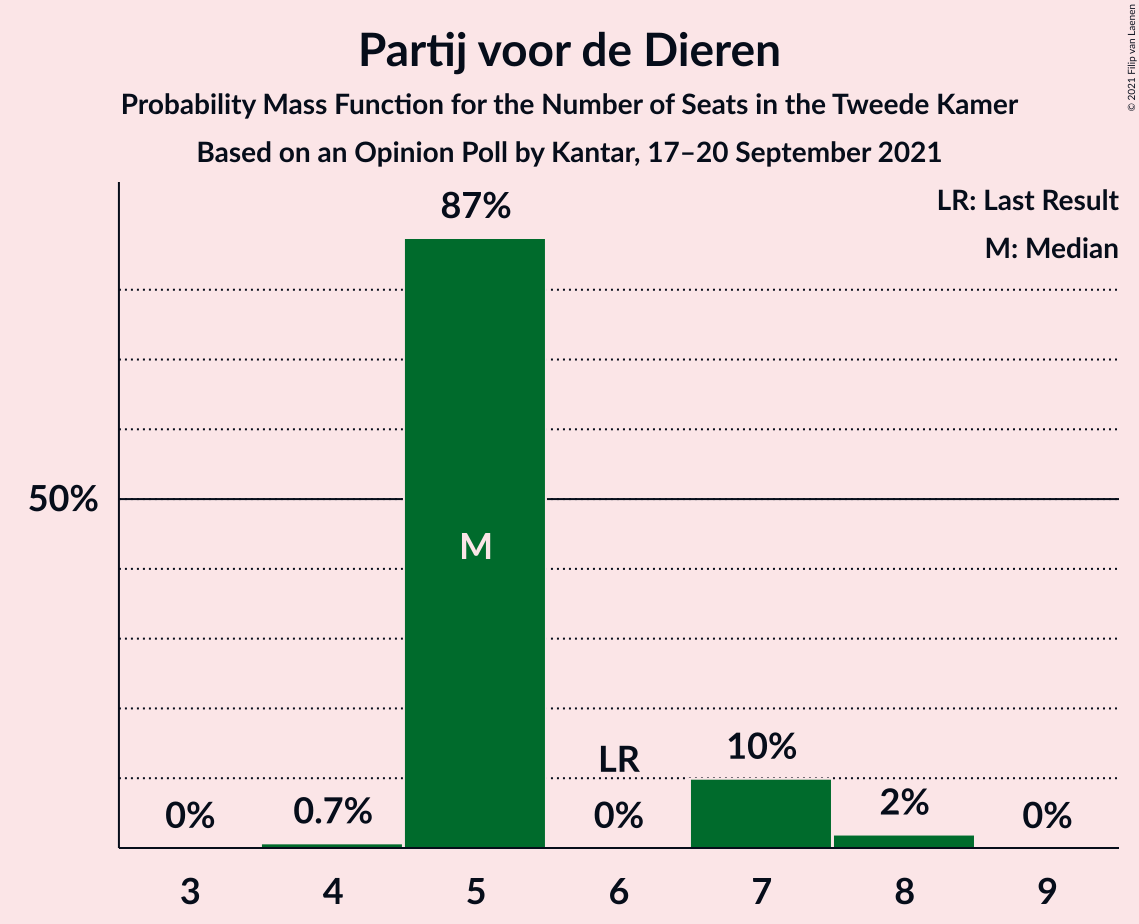 Partij voor de Dieren
Probability Mass Function for the Number of Seats in the Tweede Kamer
Based on an Opinion Poll by Kantar, 17–20 September 2021
© 2021 Filip van Laenen
LR: Last Result
M: Median
87%
50%
M
LR
10%
0%
0.7%
0%
2%
0%
3
4
5
6
7
8
9